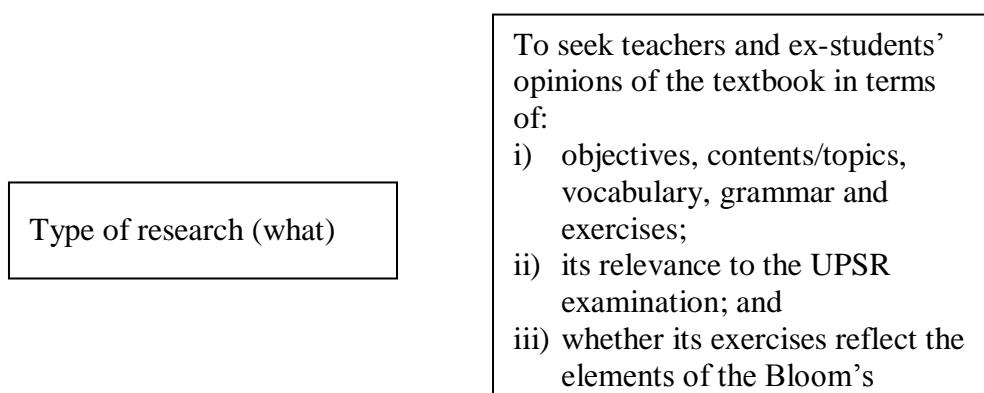 Type of research (what)
To seek teachers and ex-students’
opinions of the textbook in terms
of:
i) objectives, contents/topics,
vocabulary, grammar and
exercises;
ii) its relevance to the UPSR
examination; and
iii) whether its exercises reflect the
elements of the Bloom’s